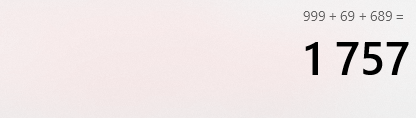 999 + 69 + 689 =
1 757